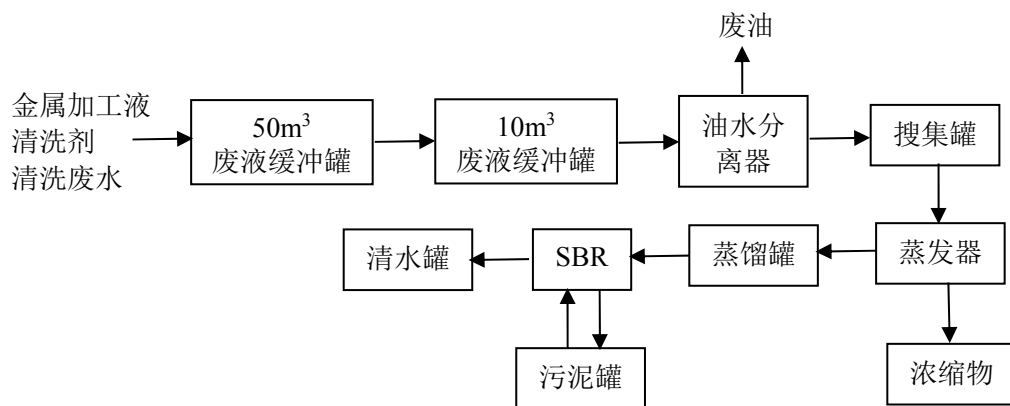 废油
金属加工液
清洗剂
清洗废水
50m³
废液缓冲罐
10m³
废液缓冲罐
油水分
离器
搜集罐
清水罐
SBR
蒸馏罐
蒸发器
污泥罐
浓缩物